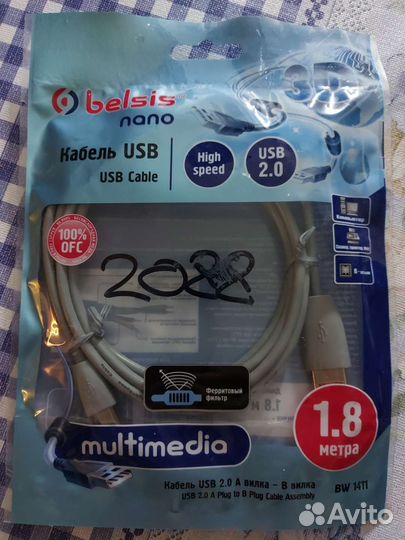 belsis
nano
Кабель USB
USB Cable
High
speed
USB
2.0
100%
OFC
Компьютер
Ферритовый
фильтр
1.8
метра
multimedia
Кабель USB 2.0 А вилка – В вилка
USB 2.0 A Plug to B Plug Cable Assembly
BW 1411
Avito